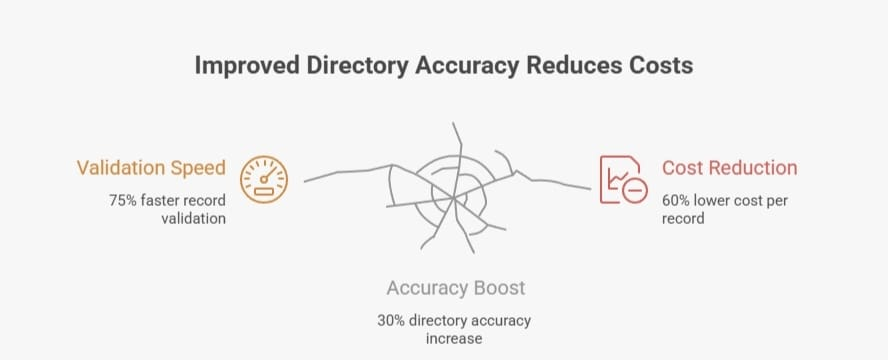 Improved Directory Accuracy Reduces Costs
Validation Speed
75% faster record
validation
Cost Reduction
60% lower cost per
record
Accuracy Boost
30% directory accuracy
increase